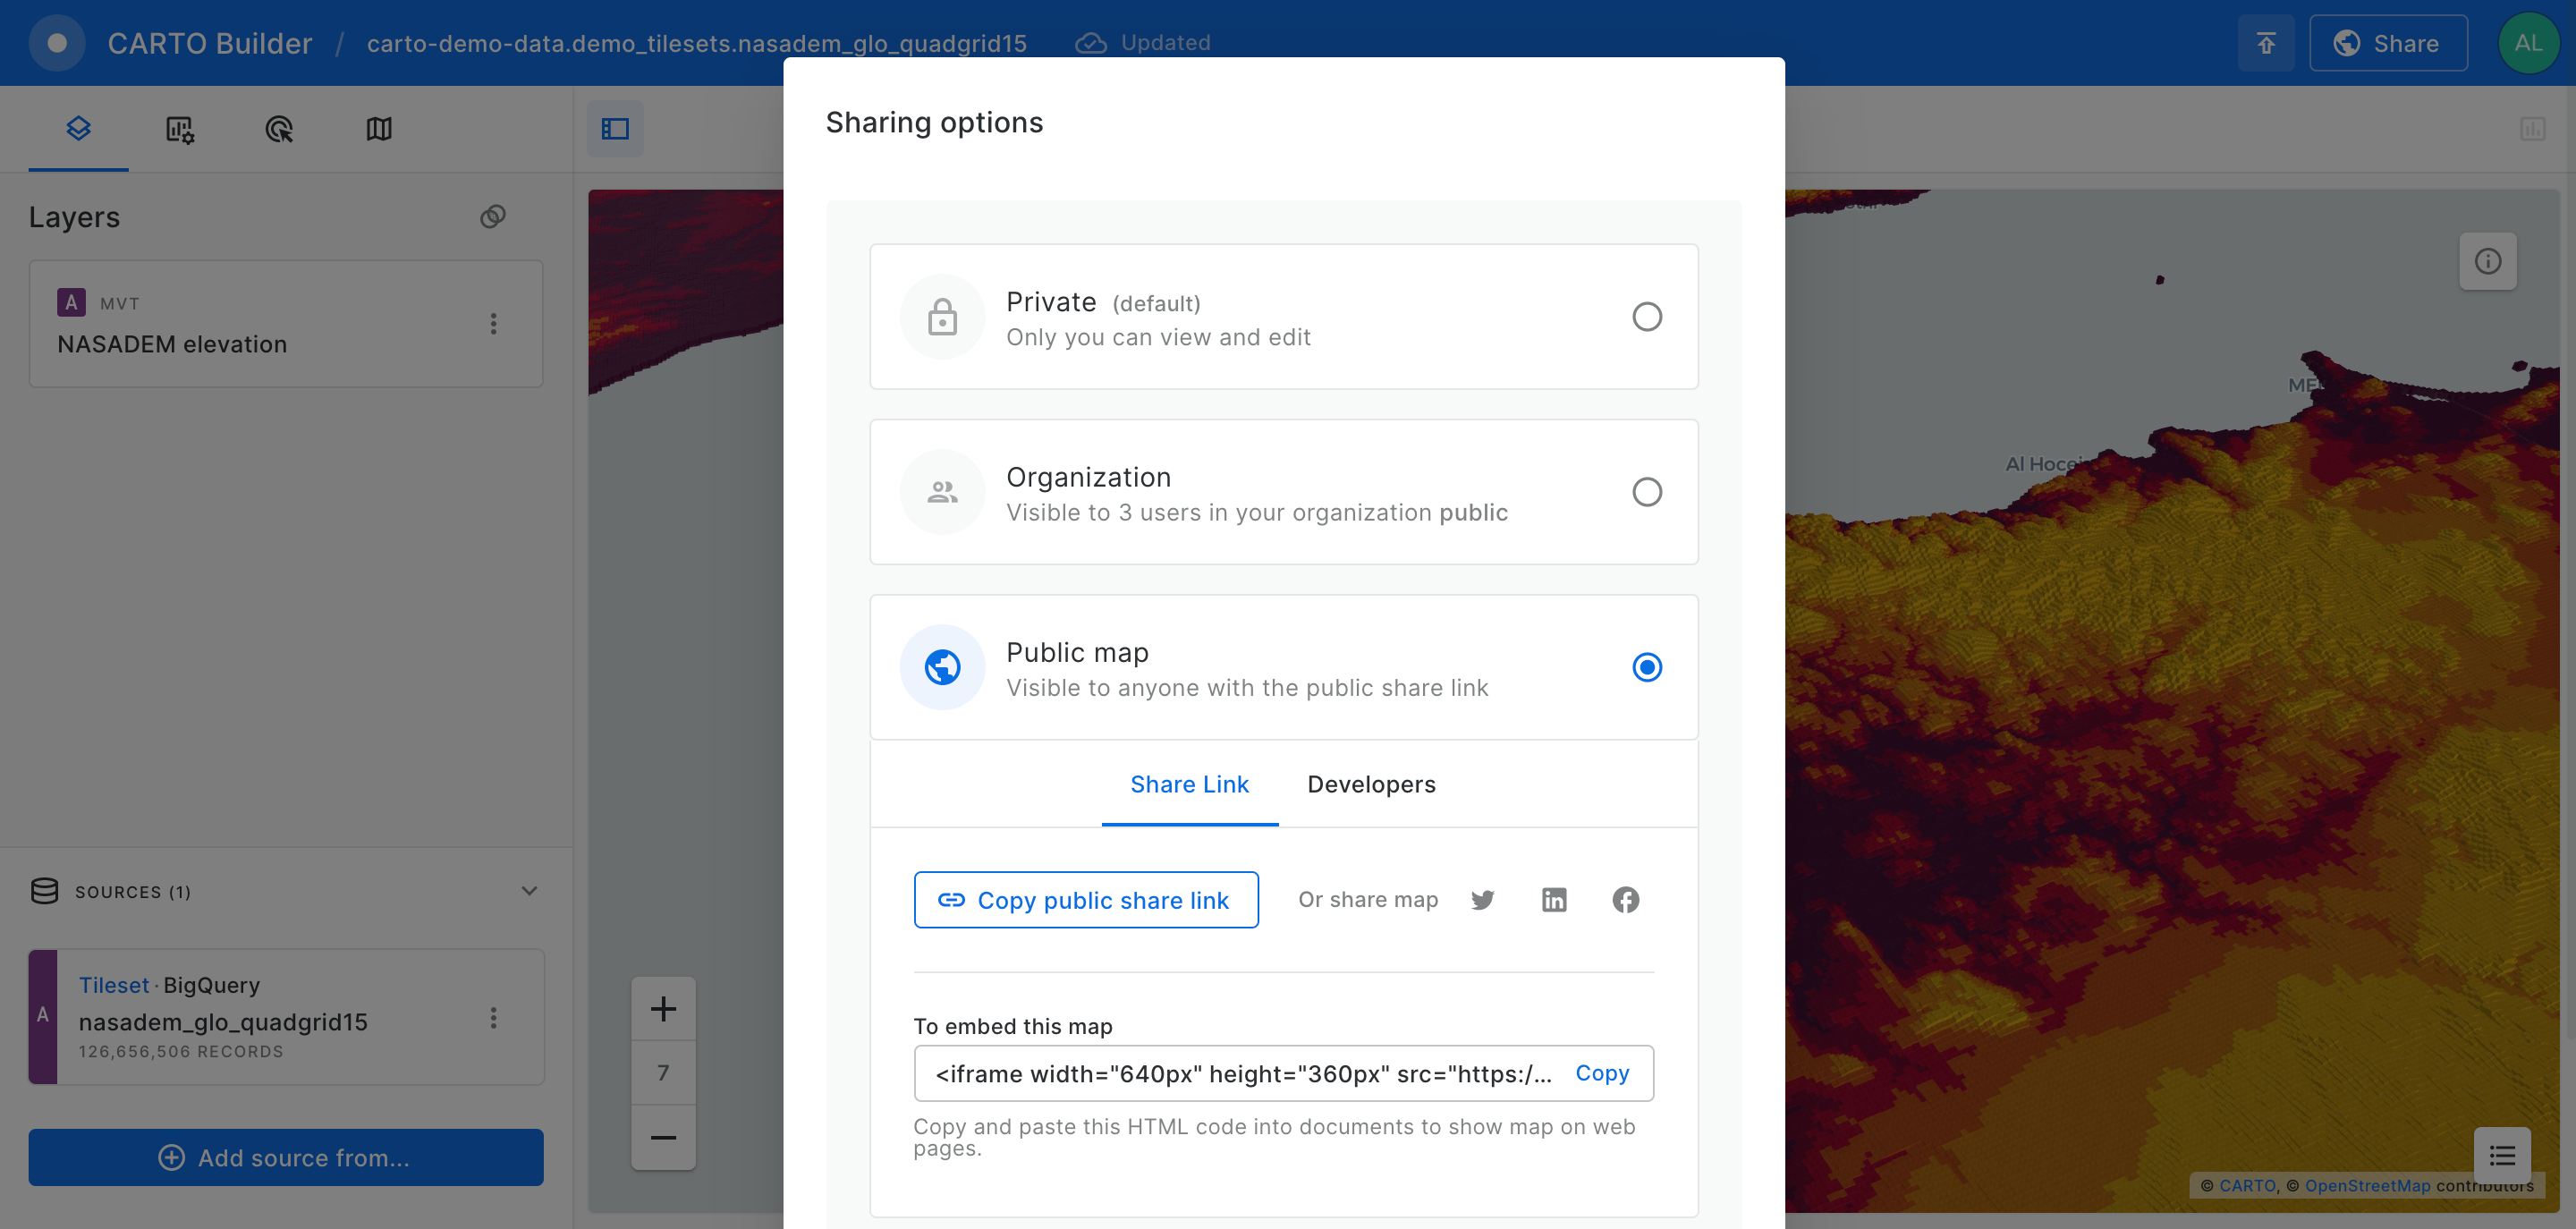 CARTO Builder / carto-demo-data.demo_tilesets.nasadem_glo_quadgrid15 Updated
Share
AL
Layers
A MVT
NASADEM elevation
SOURCES (1)
A
Tileset · BigQuery
nasadem_glo_quadgrid15
126,656,506 RECORDS
Add source from...
7
Sharing options
Private (default)
Only you can view and edit
Organization
Visible to 3 users in your organization public
Public map
Visible to anyone with the public share link
Share Link Developers
Copy public share link
Or share map
To embed this map
<iframe width="640px" height="360px" src="https:/... Copy
Copy and paste this HTML code into documents to show map on web
pages.
Al Hocei
© CARTO, © OpenStreetMap contributors